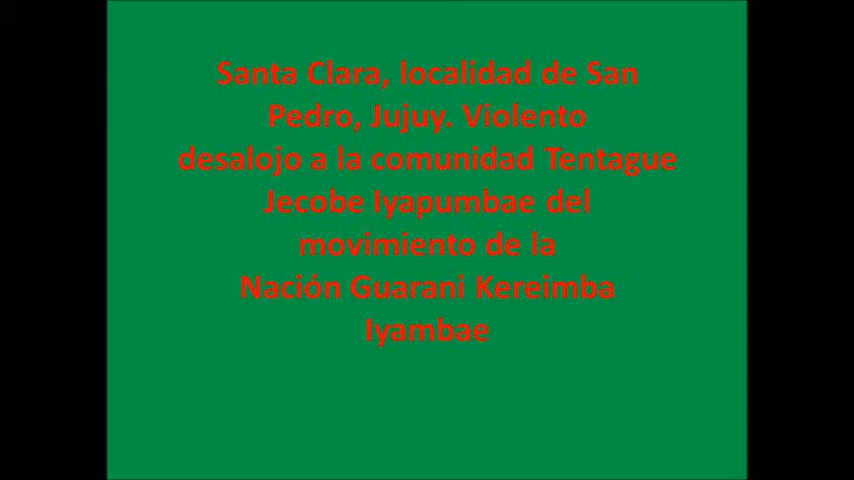 Santa Clara, localidad de San
Pedro, Jujuy. Violento
desalojo a la comunidad Tentague
Jecobe Iyapumbae del
movimiento de la
Nación Guarani Kereimba
Iyambae